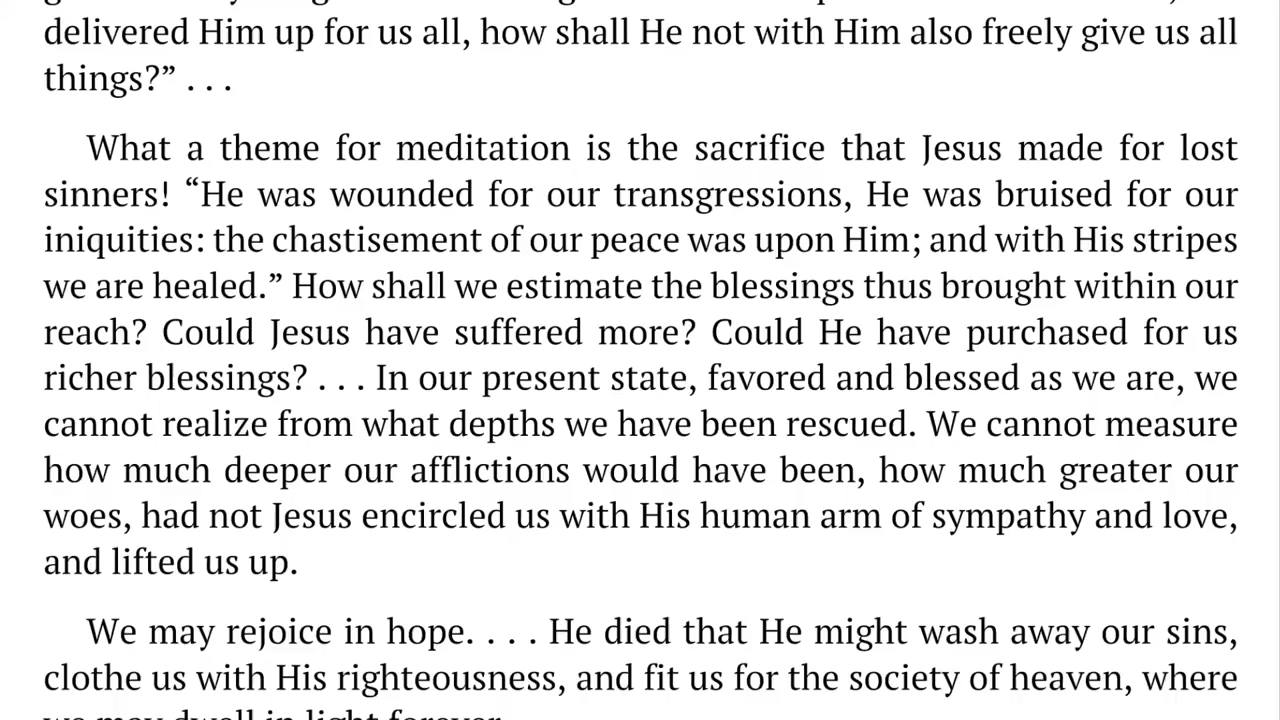 delivered Him up for us all, how shall He not with Him also freely give us all
things?” . . .
What a theme for meditation is the sacrifice that Jesus made for lost
sinners! “He was wounded for our transgressions, He was bruised for our
iniquities: the chastisement of our peace was upon Him; and with His stripes
we are healed.” How shall we estimate the blessings thus brought within our
reach? Could Jesus have suffered more? Could He have purchased for us
richer blessings? . . . In our present state, favored and blessed as we are, we
cannot realize from what depths we have been rescued. We cannot measure
how much deeper our afflictions would have been, how much greater our
woes, had not Jesus encircled us with His human arm of sympathy and love,
and lifted us up.
We may rejoice in hope. . . . He died that He might wash away our sins,
clothe us with His righteousness, and fit us for the society of heaven, where
we may dwell in light forever